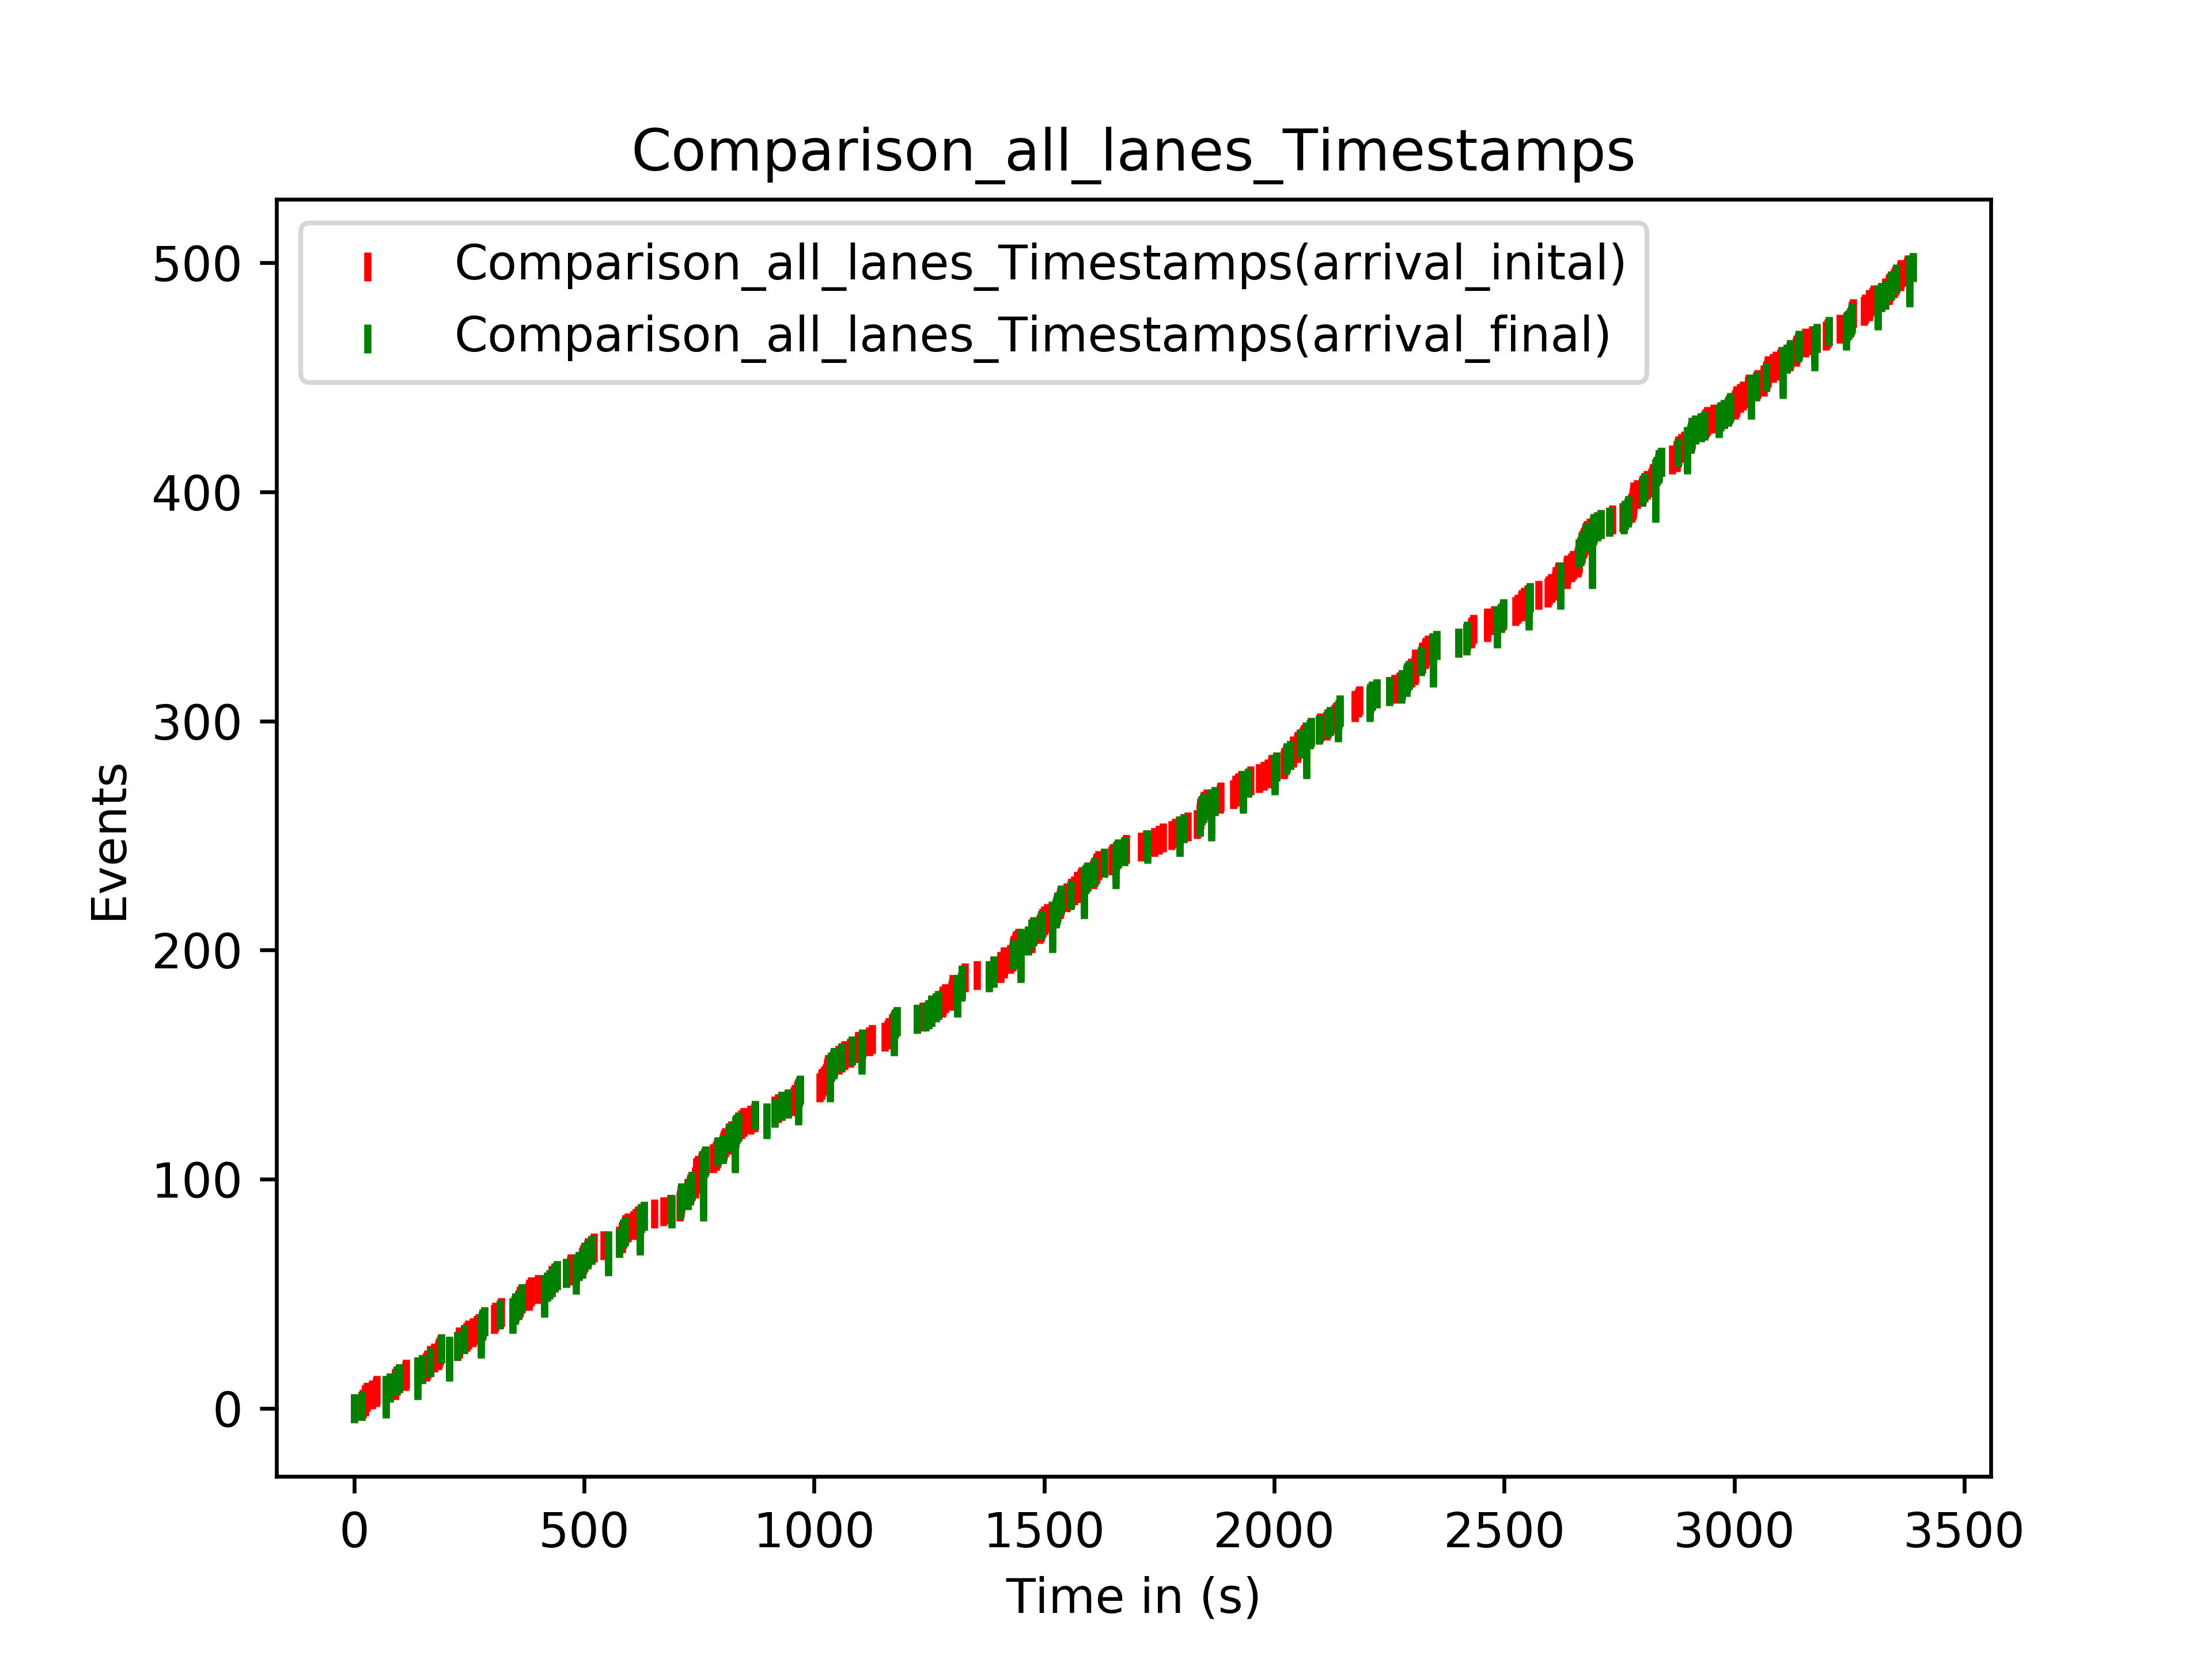 Comparison_all_lanes_Timestamps
Comparison_all_lanes_Timestamps(arrival_inital)
Comparison_all_lanes_Timestamps(arrival_final)
500
400
300
200
100
0
Events
0 500 1000 1500 2000 2500 3000 3500
Time in (s)